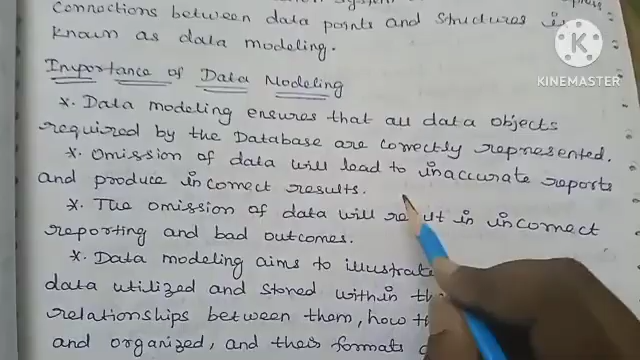 Connections between data points and structures is
known as data modeling.
Importance of Data Modeling
* Data modeling ensures that all data objects
required by the Database are correctly represented.
* Omission of data will lead to inaccurate reports
and produce incorrect results.
* The omission of data will in incorrect
reporting and bad outcomes.
* Data modeling aims to illustrate
data utilized and stored within
relationships between them, how
and organized, and their formats
KINEMASTER